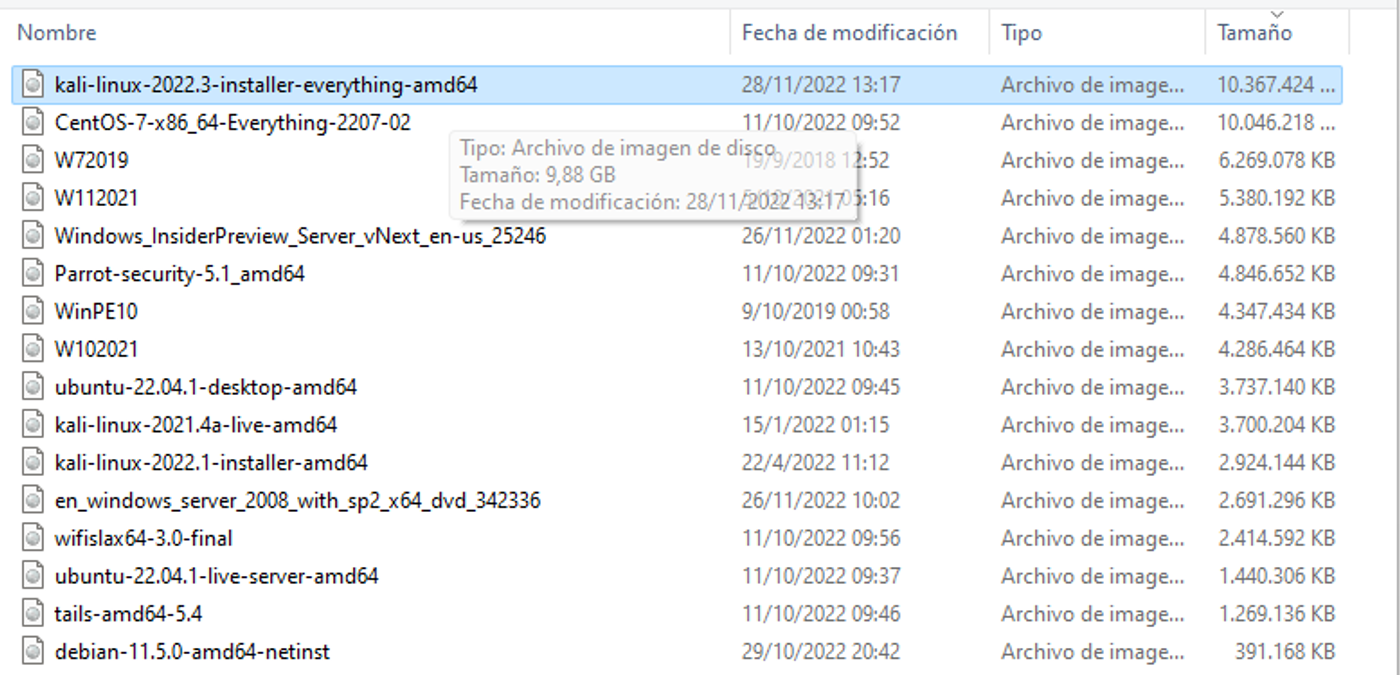 Nombre Fecha de modificación Tipo Tamaño
kali-linux-2022.3-installer-everything-amd64 28/11/2022 13:17 Archivo de image... 10.367.424 ...
CentOS-7-x86_64-Everything-2207-02 11/10/2022 09:52 Archivo de image... 10.046.218 ...
Tipo: Archivo de imagen de disco
Tamaño: 9,88 GB
Fecha de modificación: 28/11/2022 13:17
W72019 19/9/2018 12:52 Archivo de image... 6.269.078 KB
W112021 05:16 Archivo de image... 5.380.192 KB
Windows_InsiderPreview_Server_vNext_en-us_25246 26/11/2022 01:20 Archivo de image... 4.878.560 KB
Parrot-security-5.1_amd64 11/10/2022 09:31 Archivo de image... 4.846.652 KB
WinPE10 9/10/2019 00:58 Archivo de image... 4.347.434 KB
W102021 13/10/2021 10:43 Archivo de image... 4.286.464 KB
ubuntu-22.04.1-desktop-amd64 11/10/2022 09:45 Archivo de image... 3.737.140 KB
kali-linux-2021.4a-live-amd64 15/1/2022 01:15 Archivo de image... 3.700.204 KB
kali-linux-2022.1-installer-amd64 22/4/2022 11:12 Archivo de image... 2.924.144 KB
en_windows_server_2008_with_sp2_x64_dvd_342336 26/11/2022 10:02 Archivo de image... 2.691.296 KB
wifislax64-3.0-final 11/10/2022 09:56 Archivo de image... 2.414.592 KB
ubuntu-22.04.1-live-server-amd64 11/10/2022 09:37 Archivo de image... 1.440.306 KB
tails-amd64-5.4 11/10/2022 09:46 Archivo de image... 1.269.136 KB
debian-11.5.0-amd64-netinst 29/10/2022 20:42 Archivo de image... 391.168 KB